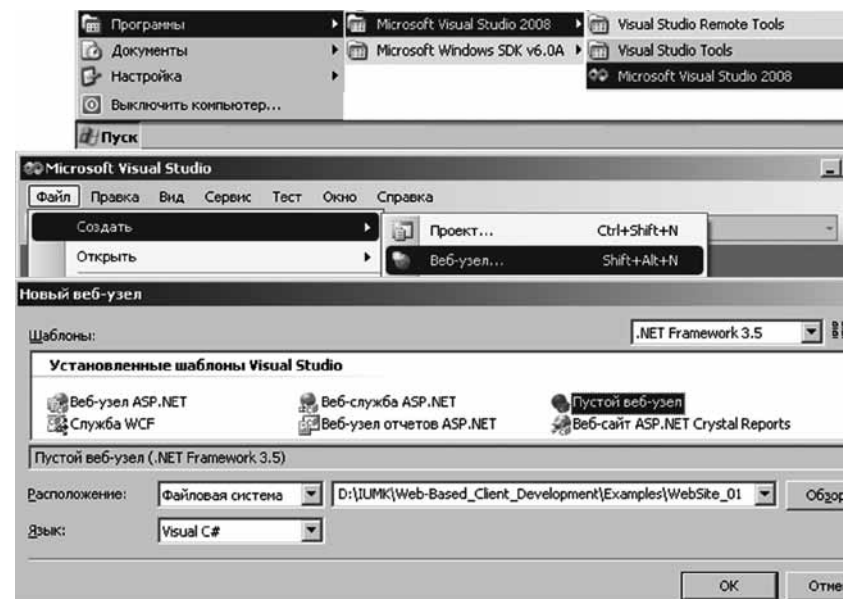 Программы Microsoft Visual Studio 2008 Visual Studio Remote Tools
Документы Microsoft Windows SDK v6.0A Visual Studio Tools
Настройка Microsoft Visual Studio 2008
Выключить компьютер...
Пуск
Microsoft Visual Studio
Файл Правка Вид Сервис Тест Окно Справка
Создать Проект... Ctrl+Shift+N
Открыть Веб-узел... Shift+Alt+N
Новый веб-узел
Шаблоны: .NET Framework 3.5
Установленные шаблоны Visual Studio
Веб-узел ASP.NET Веб-служба ASP.NET Пустой веб-узел
Служба WCF Веб-узел отчетов ASP.NET Веб-сайт ASP.NET Crystal Reports
Пустой веб-узел (.NET Framework 3.5)
Расположение: Файловая система D:\IUMK\Web-Based_Client_Development\Examples\WebSite_01 Обзор
Язык: Visual C#
OK Отме